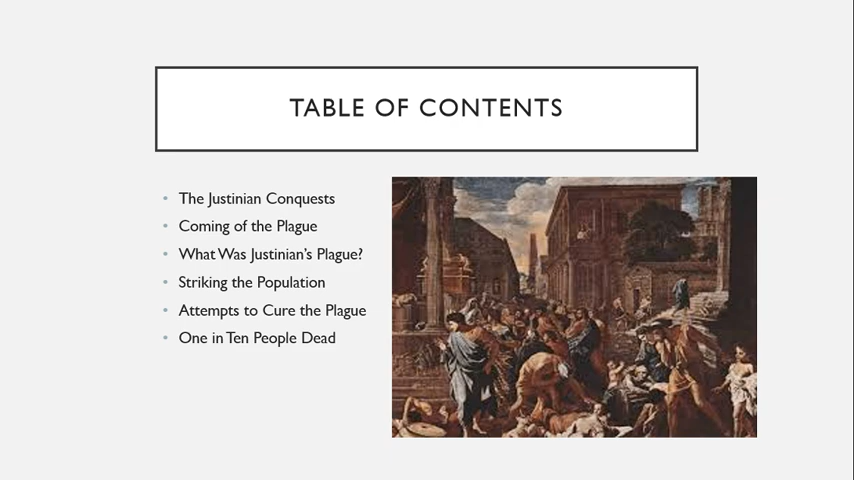 TABLE OF CONTENTS
• The Justinian Conquests
• Coming of the Plague
• What Was Justinian's Plague?
• Striking the Population
• Attempts to Cure the Plague
• One in Ten People Dead